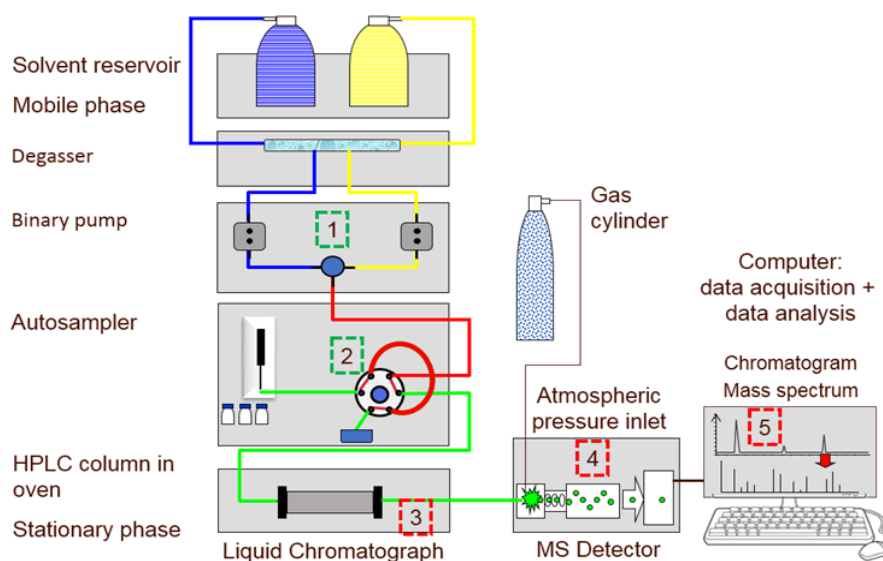 Solvent reservoir
Mobile phase
Degasser
Binary pump
1
Autosampler
2
HPLC column in
oven
Stationary phase
3
Liquid Chromatograph
Gas
cylinder
Atmospheric
pressure inlet
4
MS Detector
Computer:
data acquisition +
data analysis
Chromatogram
Mass spectrum
5